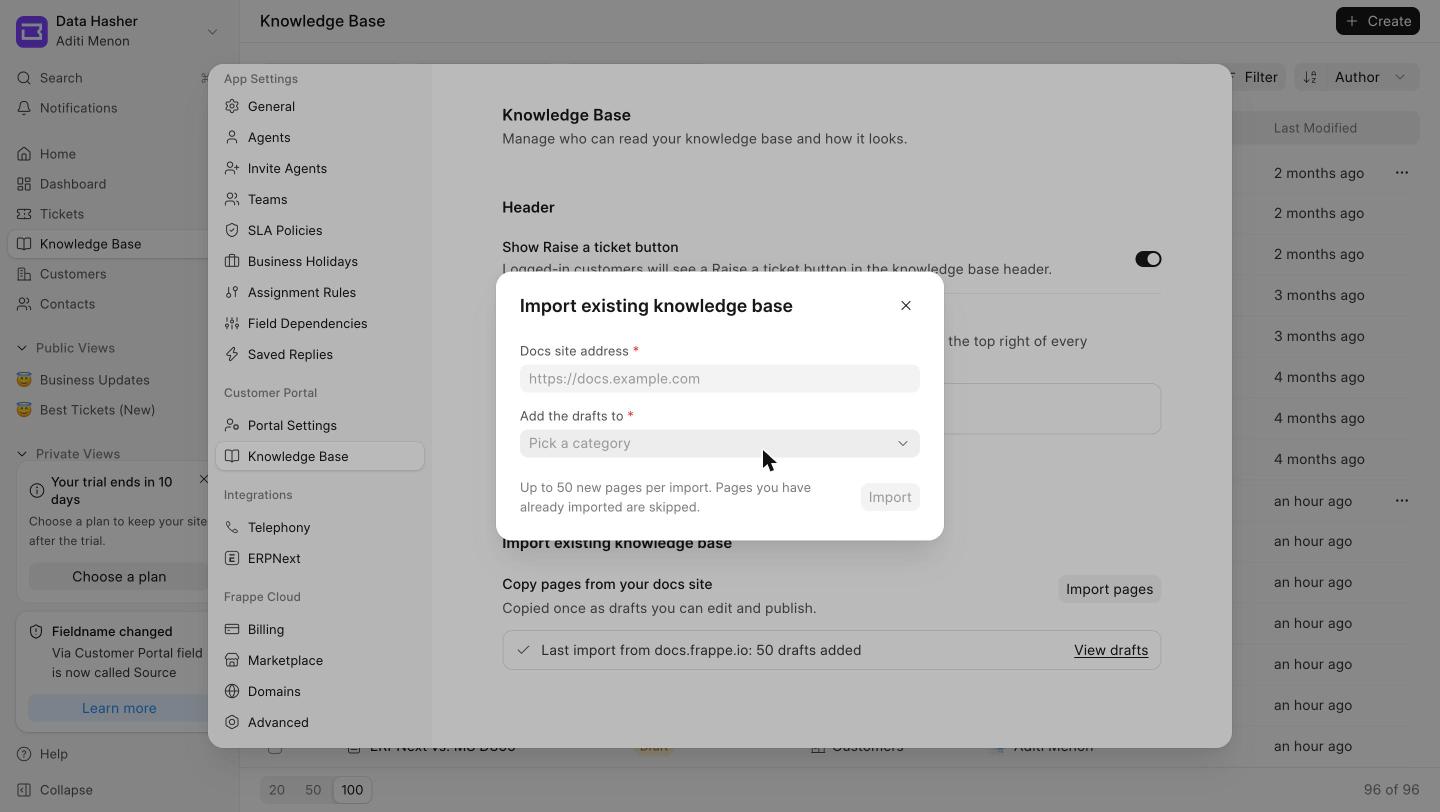 Data Hasher
Aditi Menon
Search
Notifications
Home
Dashboard
Tickets
Knowledge Base
Customers
Contacts
Public Views
Business Updates
Best Tickets (New)
Private Views
Your trial ends in 10
days
Choose a plan to keep your site
after the trial.
Choose a plan
Fieldname changed
Via Customer Portal field
is now called Source
Learn more
Help
Collapse
Knowledge Base
Create
Filter
Author
Last Modified
2 months ago
2 months ago
2 months ago
3 months ago
3 months ago
4 months ago
4 months ago
4 months ago
an hour ago
an hour ago
an hour ago
an hour ago
an hour ago
an hour ago
Draft Customers Aditi Menon an hour ago
20 50 100
96 of 96
App Settings
General
Agents
Invite Agents
Teams
SLA Policies
Business Holidays
Assignment Rules
Field Dependencies
Saved Replies
Customer Portal
Portal Settings
Knowledge Base
Integrations
Telephony
ERPNext
Frappe Cloud
Billing
Marketplace
Domains
Advanced
Knowledge Base
Manage who can read your knowledge base and how it looks.
Header
Show Raise a ticket button
Logged-in customers will see a Raise a ticket button in the knowledge base header.
the top right of every
Import existing knowledge base
Docs site address *
https://docs.example.com
Add the drafts to *
Pick a category
Up to 50 new pages per import. Pages you have
already imported are skipped.
Import
Import existing knowledge base
Copy pages from your docs site
Copied once as drafts you can edit and publish.
Import pages
Last import from docs.frappe.io: 50 drafts added
View drafts